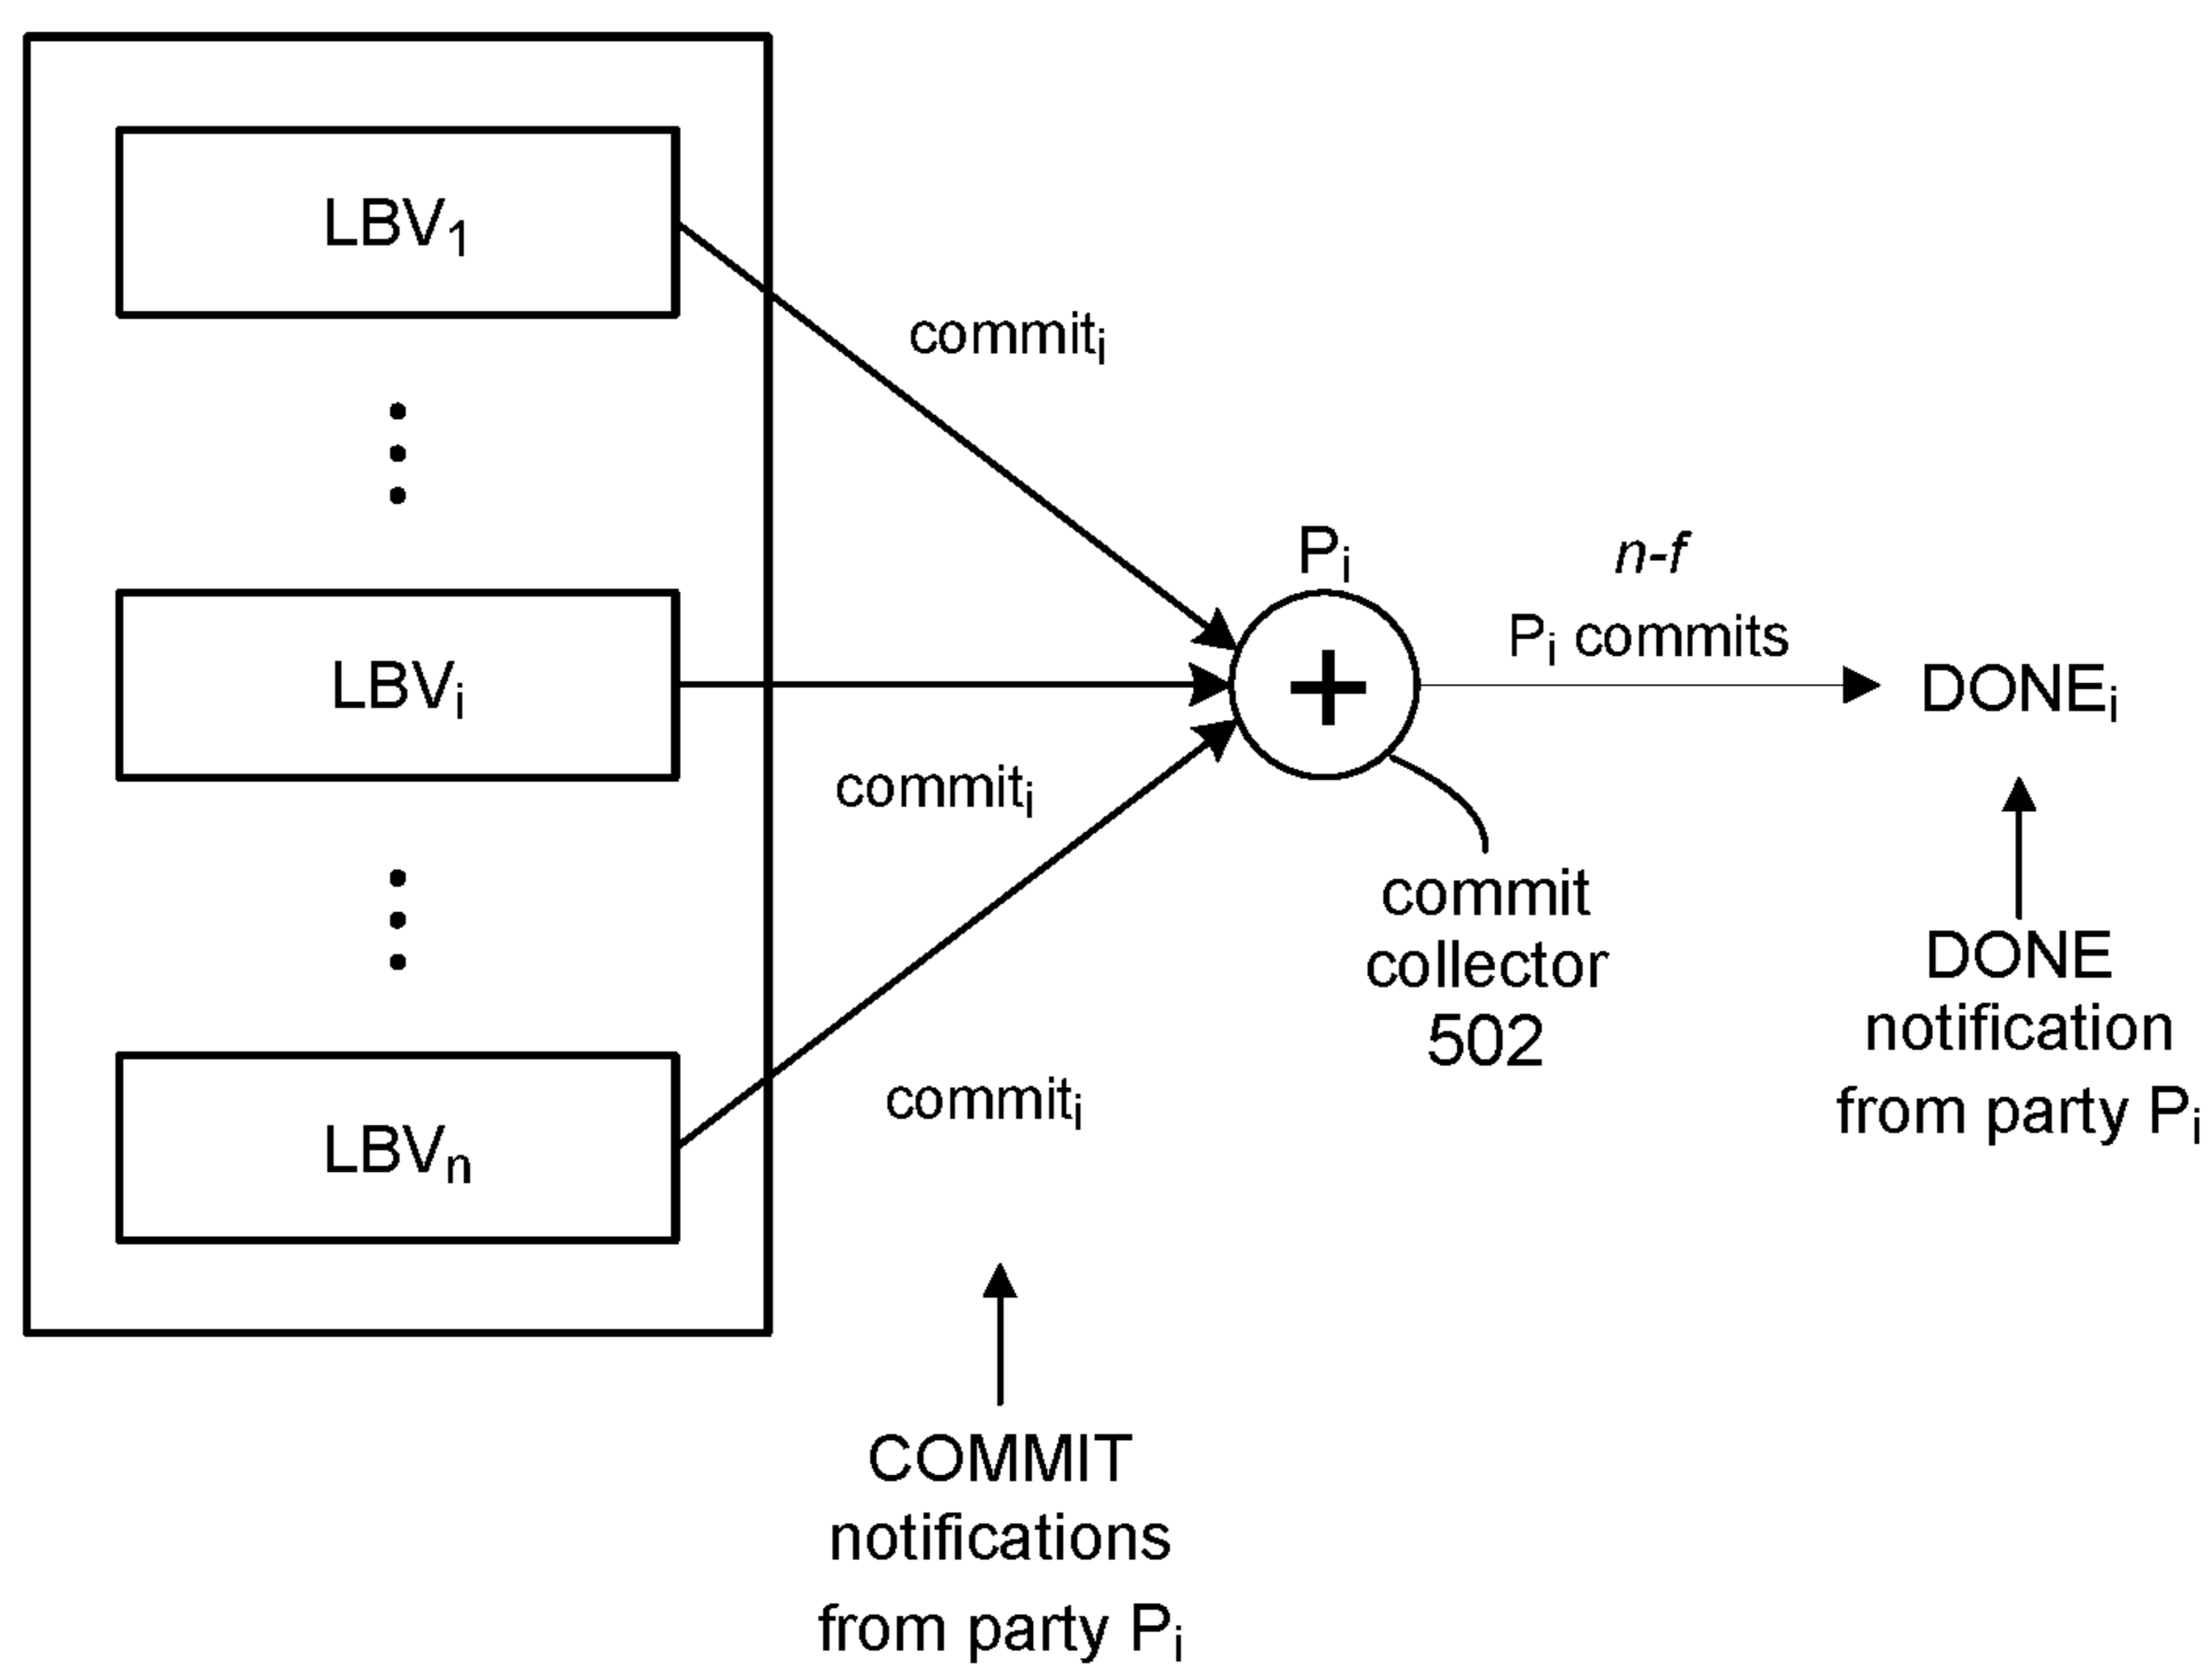 LBV1
commiti
Pi
n-f
Pi commits
LBVi
DONEi
commiti
commit
collector
502
DONE
notification
from party Pi
commiti
LBVn
COMMIT
notifications
from party Pi